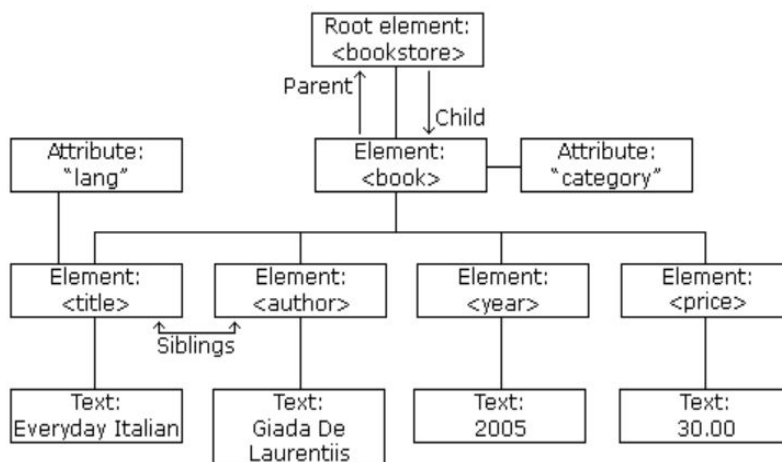 Root element:
<bookstore>
Parent
Child
Attribute:
"lang"
Element:
<book>
Attribute:
"category"
Element:
<title>
Element:
<author>
Element:
<year>
Element:
<price>
Siblings
Text:
Everyday Italian
Text:
Giada De
Laurentiis
Text:
2005
Text:
30.00